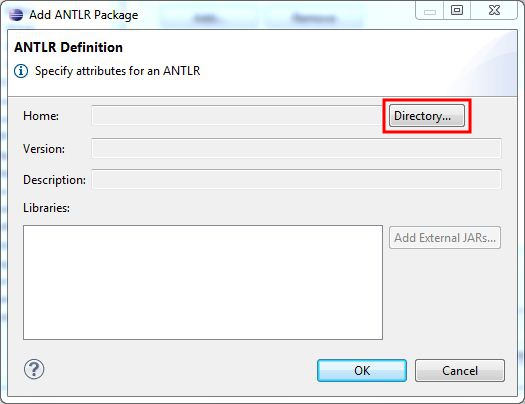 Add ANTLR Package
ANTLR Definition
Specify attributes for an ANTLR
Home:
Directory...
Version:
Description:
Libraries:
Add External JARs...
?
OK
Cancel